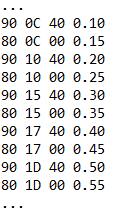 ...
90 0C 40 0.10
80 0C 00 0.15
90 10 40 0.20
80 10 00 0.25
90 15 40 0.30
80 15 00 0.35
90 17 40 0.40
80 17 00 0.45
90 1D 40 0.50
80 1D 00 0.55
...